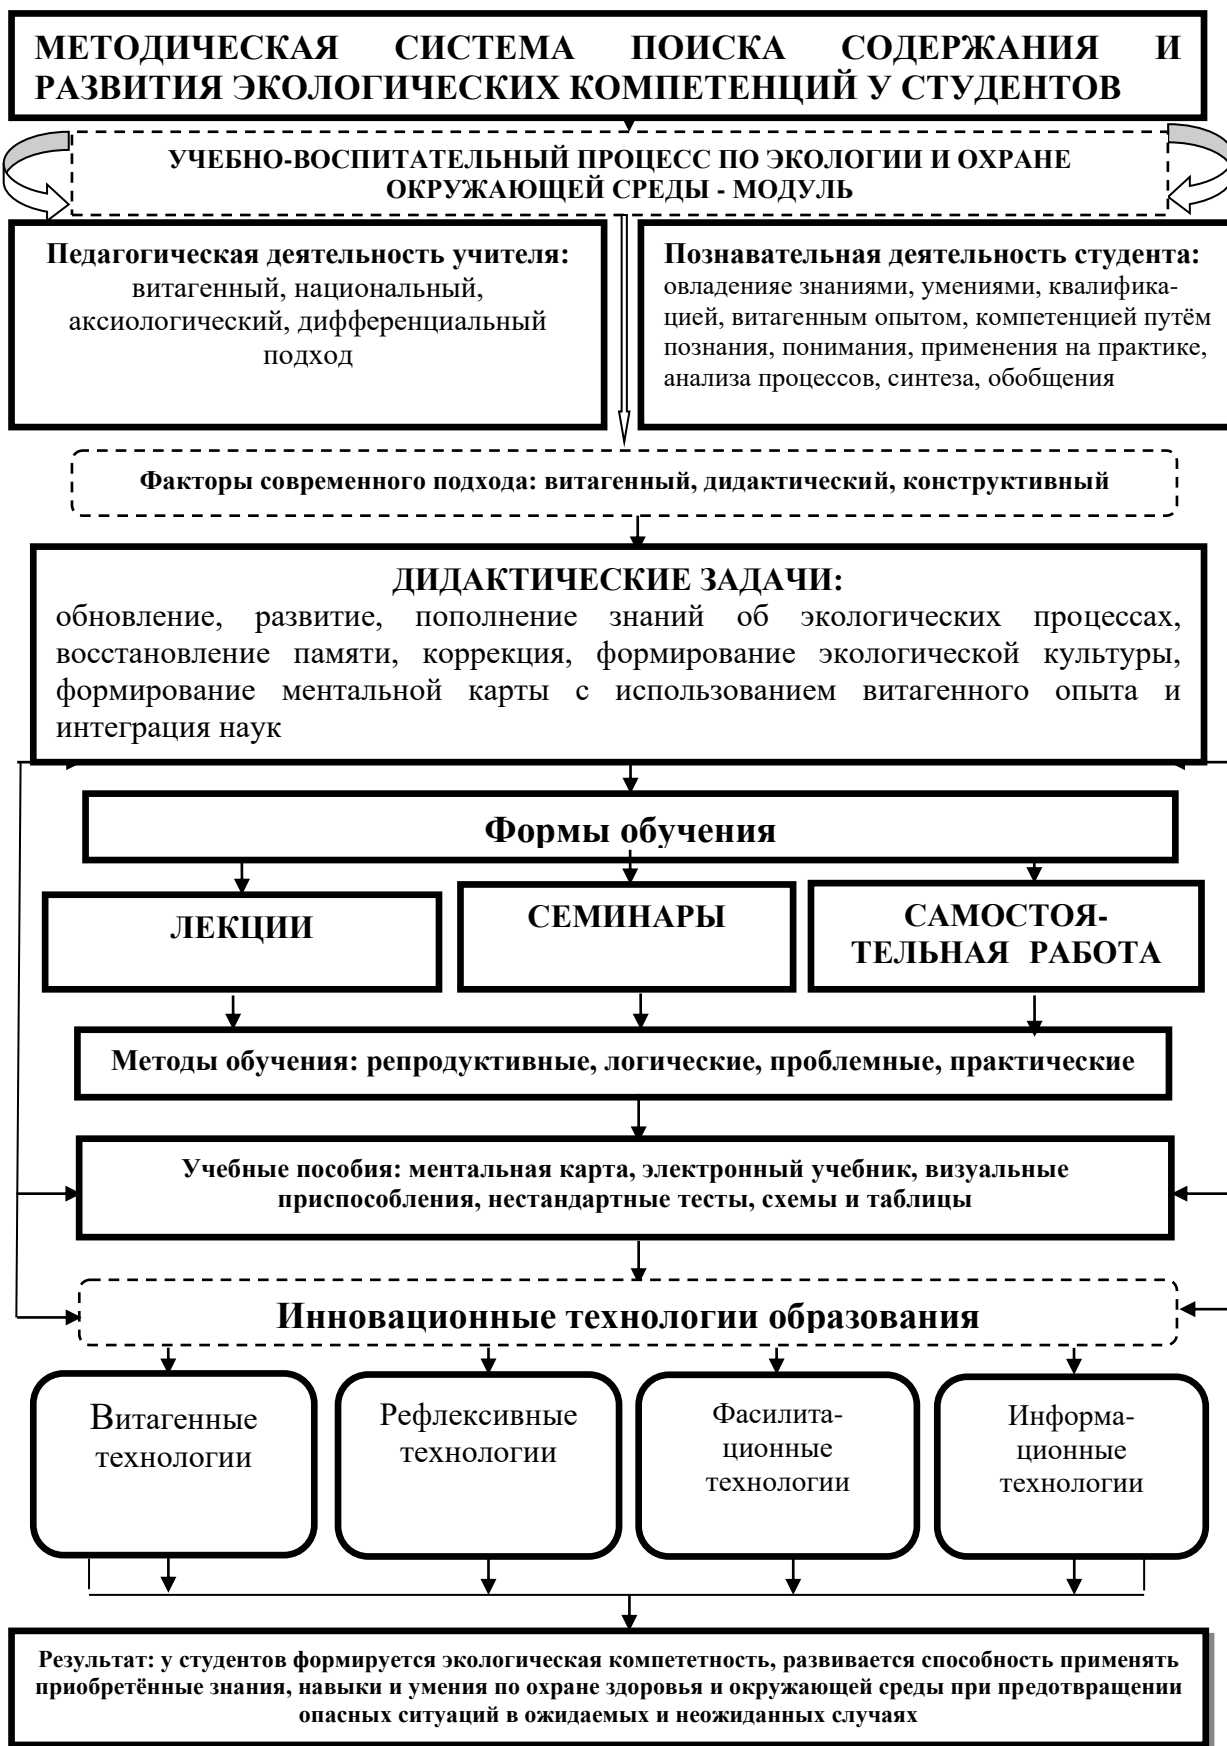 МЕТОДИЧЕСКАЯ СИСТЕМА ПОИСКА СОДЕРЖАНИЯ И
РАЗВИТИЯ ЭКОЛОГИЧЕСКИХ КОМПЕТЕНЦИЙ У СТУДЕНТОВ
УЧЕБНО-ВОСПИТАТЕЛЬНЫЙ ПРОЦЕСС ПО ЭКОЛОГИИ И ОХРАНЕ
ОКРУЖАЮЩЕЙ СРЕДЫ - МОДУЛЬ
Педагогическая деятельность учителя:
витагенный, национальный,
аксиологический, дифференциальный
подход
Познавательная деятельность студента:
овладенияе знаниями, умениями, квалифика-
цией, витагенным опытом, компетенцией путём
познания, понимания, применения на практике,
анализа процессов, синтеза, обобщения
Факторы современного подхода: витагенный, дидактический, конструктивный
ДИДАКТИЧЕСКИЕ ЗАДАЧИ:
обновление, развитие, пополнение знаний об экологических процессах,
восстановление памяти, коррекция, формирование экологической культуры,
формирование ментальной карты с использованием витагенного опыта и
интеграция наук
Формы обучения
ЛЕКЦИИ
СЕМИНАРЫ
САМОСТОЯ-
ТЕЛЬНАЯ РАБОТА
Методы обучения: репродуктивные, логические, проблемные, практические
Учебные пособия: ментальная карта, электронный учебник, визуальные
приспособления, нестандартные тесты, схемы и таблицы
Инновационные технологии образования
Витагенные
технологии
Рефлексивные
технологии
Фасилита-
ционные
технологии
Информа-
ционные
технологии
Результат: у студентов формируется экологическая компететность, развивается способность применять
приобретённые знания, навыки и умения по охране здоровья и окружающей среды при предотвращении
опасных ситуаций в ожидаемых и неожиданных случаях